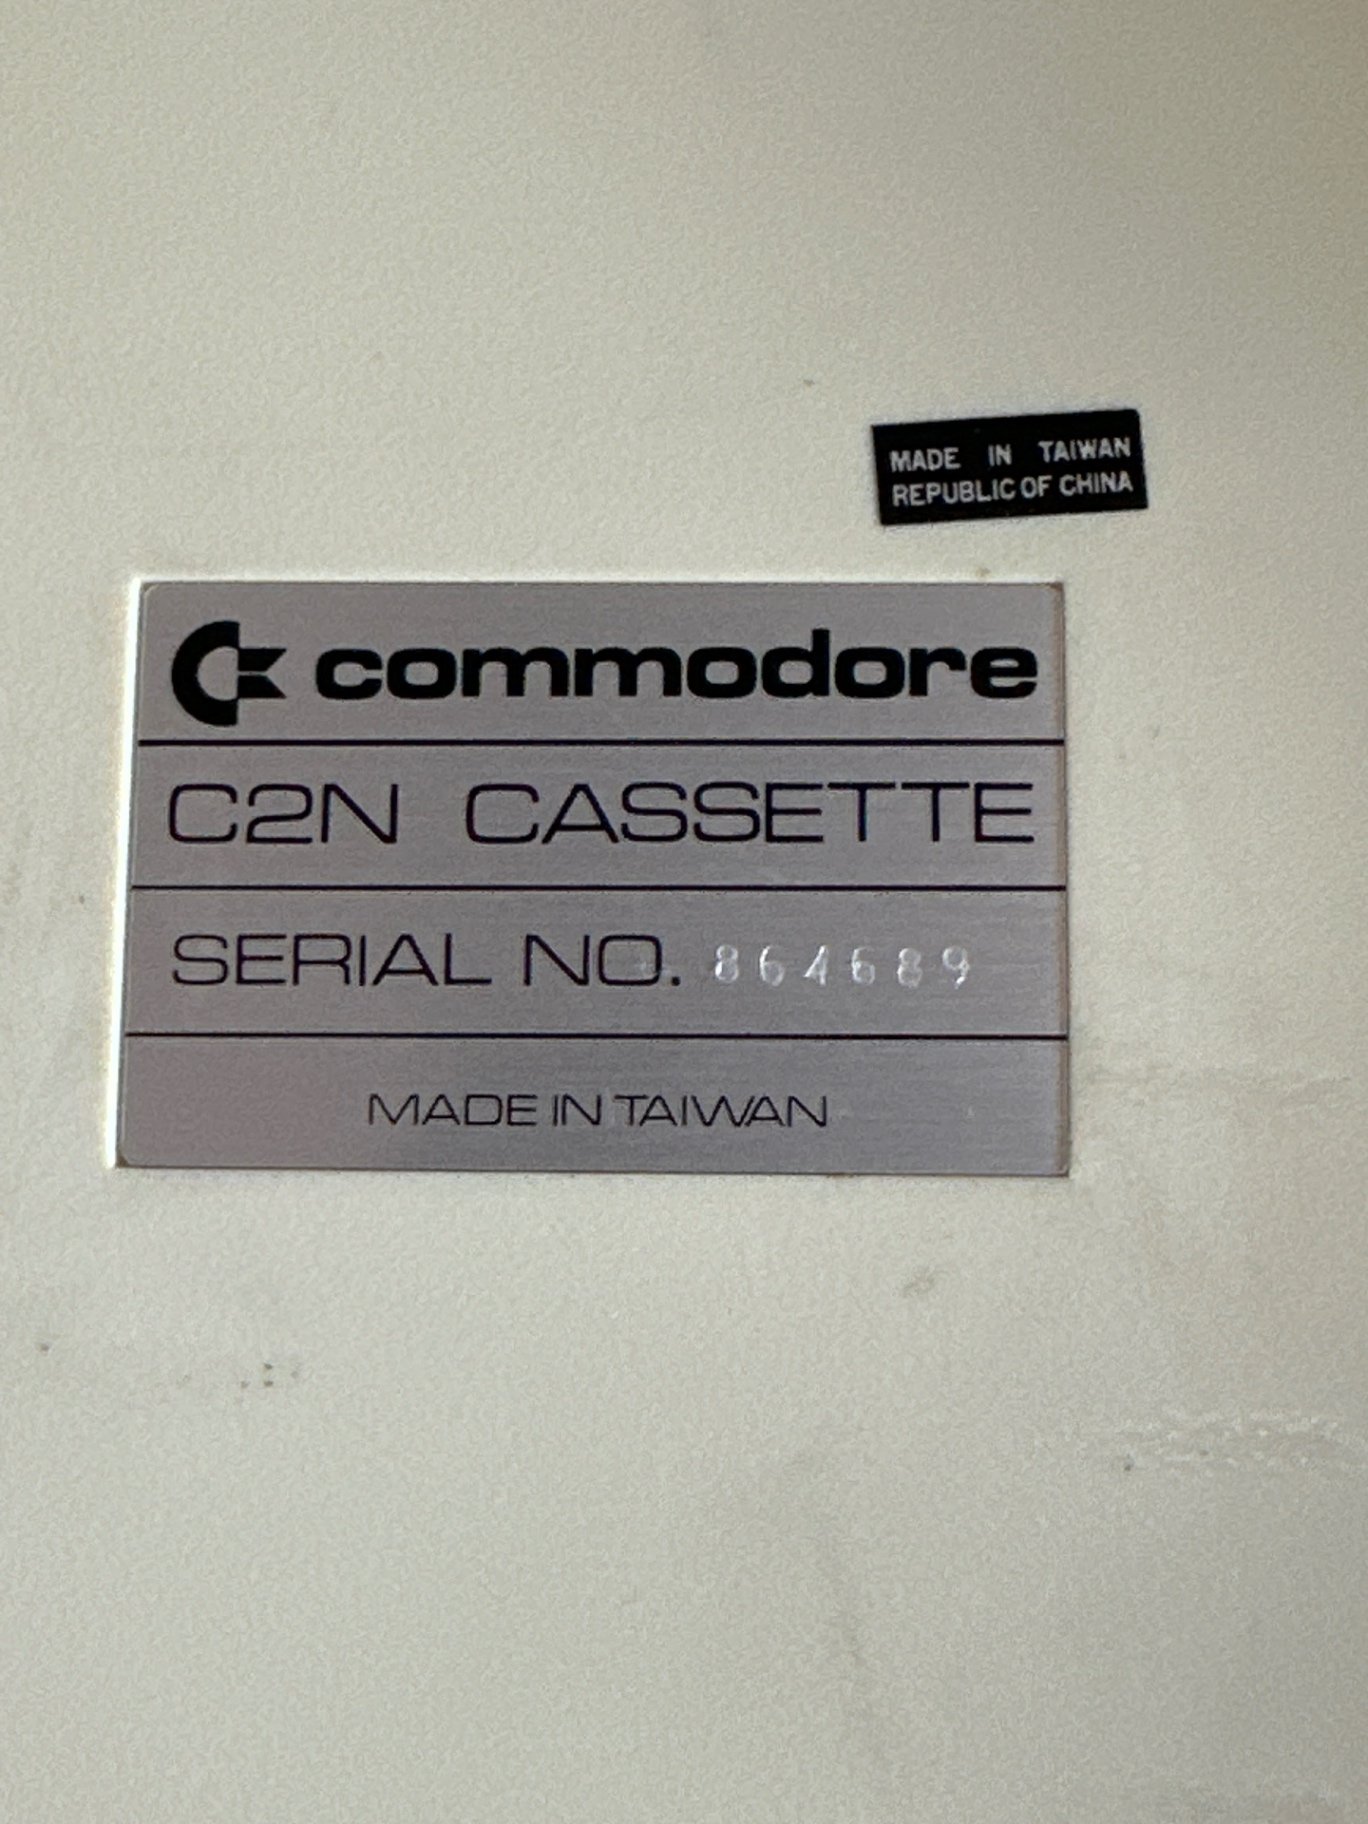 MADE IN TAIWAN
REPUBLIC OF CHINA
commodore
C2N CASSETTE
SERIAL NO. 864689
MADE IN TAIWAN